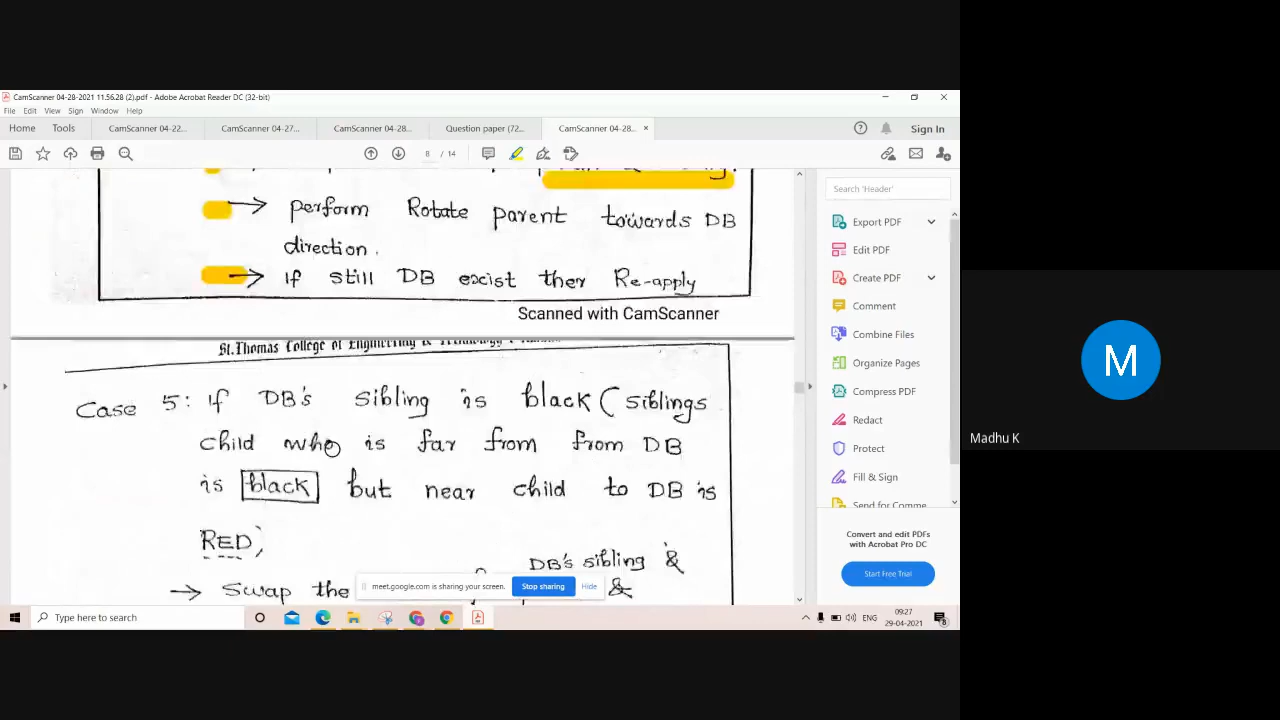 CamScanner 04-28-2021 11.56.28 (2).pdf - Adobe Acrobat Reader DC (32-bit)
File Edit View Sign Window Help
Home Tools CamScanner 04-22... CamScanner 04-27... CamScanner 04-28... Question paper (72... CamScanner 04-28... × Sign In
8 / 14
perform Rotate parent towards DB
direction.
if still DB excist then Re-apply
Scanned with CamScanner
St.Thomas College of Engineering &
Case 5: if DB's sibling is black ( siblings
child who is far from from DB
is black but near child to DB is
RED)
DB's sibling &
→ Swap the &
meet.google.com is sharing your screen. Stop sharing Hide
Search 'Header'
Export PDF
Edit PDF
Create PDF
Comment
Combine Files
Organize Pages
Compress PDF
Redact
Protect
Fill & Sign
Send for Comme
Convert and edit PDFs
with Acrobat Pro DC
Start Free Trial
Type here to search
ENG
09:27
29-04-2021
8
M
Madhu K